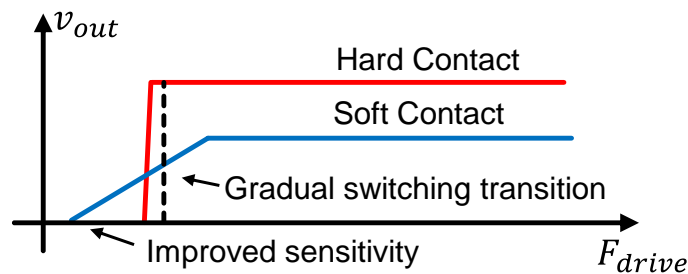 v_out
Hard Contact
Soft Contact
Gradual switching transition
Improved sensitivity
F_drive